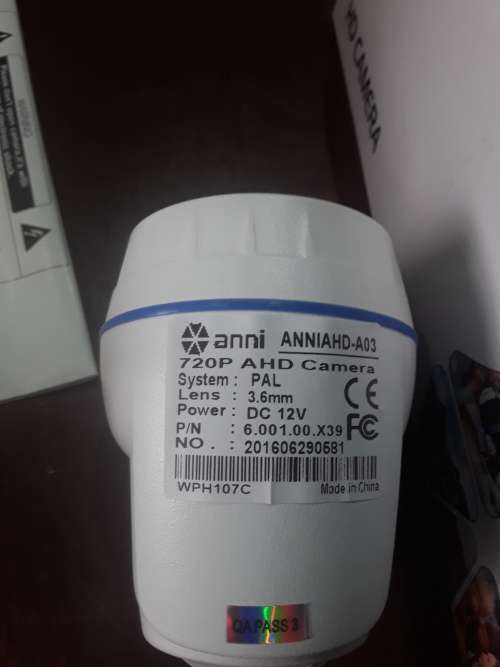 HD CAMERA
WARNING
anni ANNIAHD-A03
720P AHD Camera
System : PAL
Lens : 3.6mm
Power : DC 12V
P/N : 6.001.00.X39
NO. : 201606290581
CE
FC
WPH107C Made in China
QA PASS 3